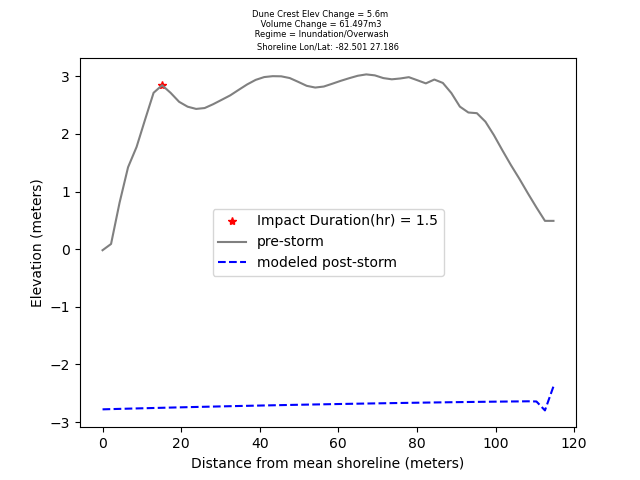 Dune Crest Elev Change = 5.6m
Volume Change = 61.497m3
Regime = Inundation/Overwash
Shoreline Lon/Lat: -82.501 27.186
3
2
1
0
−1
−2
−3
Elevation (meters)
Impact Duration(hr) = 1.5
pre-storm
modeled post-storm
0 20 40 60 80 100 120
Distance from mean shoreline (meters)